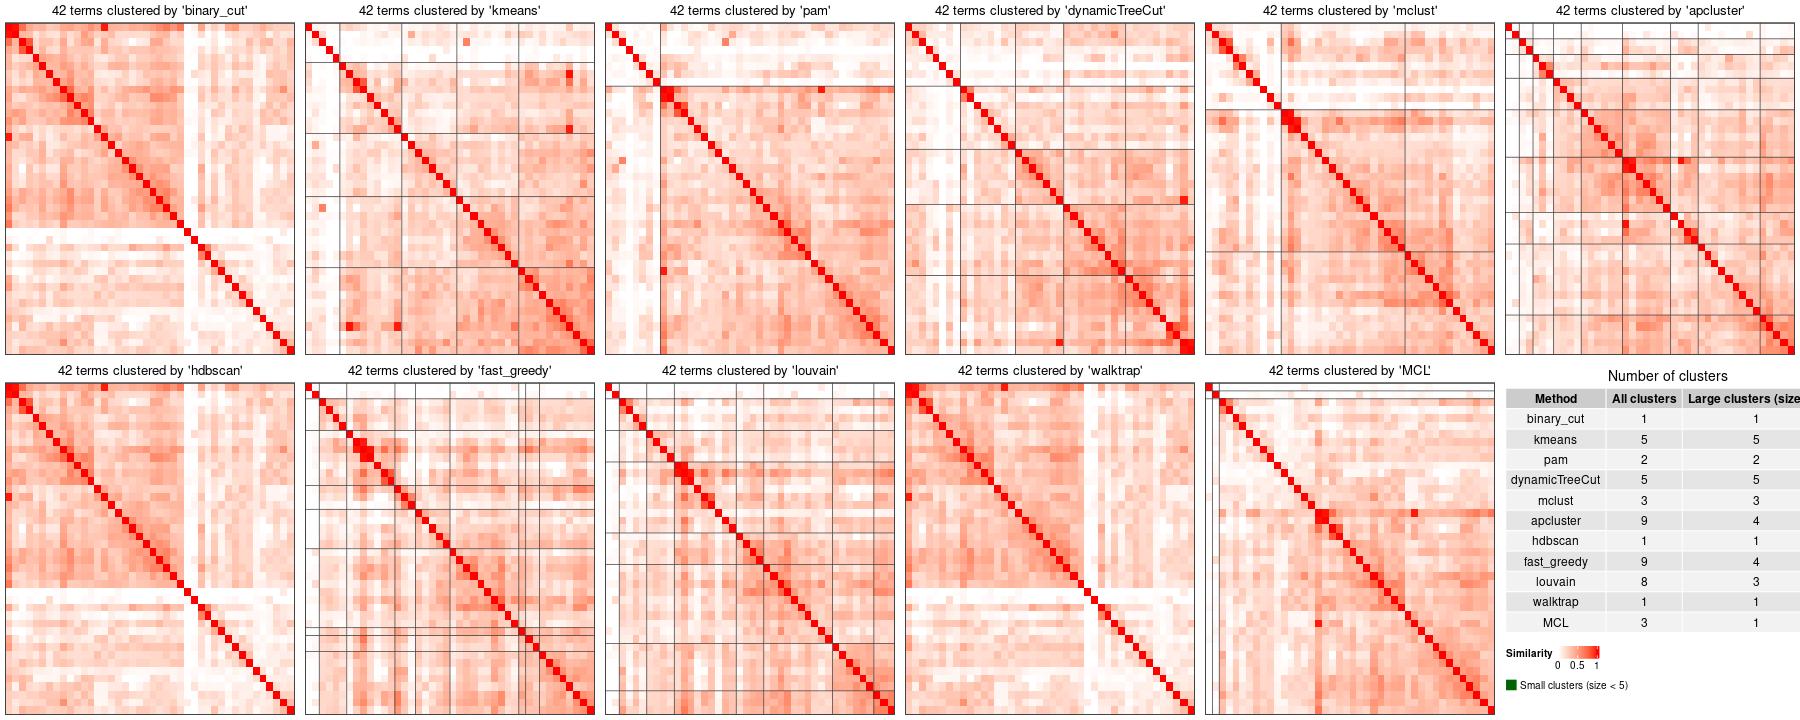 42 terms clustered by 'binary_cut'
42 terms clustered by 'kmeans'
42 terms clustered by 'pam'
42 terms clustered by 'dynamicTreeCut'
42 terms clustered by 'mclust'
42 terms clustered by 'apcluster'
42 terms clustered by 'hdbscan'
42 terms clustered by 'fast_greedy'
42 terms clustered by 'louvain'
42 terms clustered by 'walktrap'
42 terms clustered by 'MCL'
Number of clusters
Method All clusters Large clusters (size
binary_cut 1 1
kmeans 5 5
pam 2 2
dynamicTreeCut 5 5
mclust 3 3
apcluster 9 4
hdbscan 1 1
fast_greedy 9 4
louvain 8 3
walktrap 1 1
MCL 3 1
Similarity
0 0.5 1
Small clusters (size < 5)